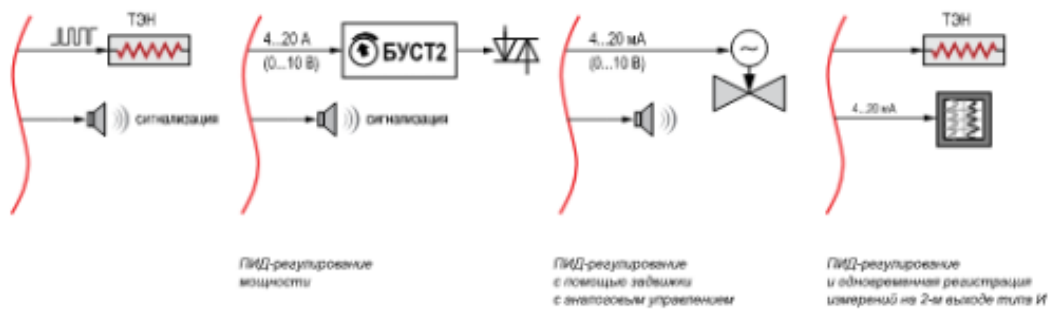 ТЭН
сигнализация
4...20 А
(0...10 В)
БУСТ2
сигнализация
ПИД-регулирование
мощности
4...20 мА
(0...10 В)
ПИД-регулирование
с помощью задвижки
с аналоговым управлением
ТЭН
4...20 мА
ПИД-регулирование
и одновременная регистрация
измерений на 2-м выходе типа И